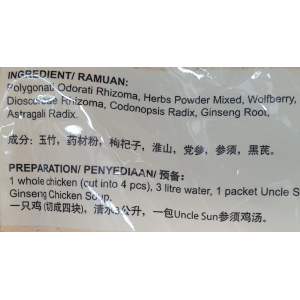 INGREDIENT/ RAMUAN:
Polygonati Odorati Rhizoma, Herbs Powder Mixed, Wolfberry,
Dioscoreae Rhizoma, Codonopsis Radix, Ginseng Root,
Astragali Radix.
成分：玉竹，药材粉，枸杞子，淮山，党参，参须，黑芪。
PREPARATION/ PENYEDIAAN/ 预备：
1 whole chicken (cut into 4 pcs), 3 litre water, 1 packet Uncle S
Ginseng Chicken Soup.
一只鸡(切成四块)，清水3公升，一包Uncle Sun参须鸡汤。